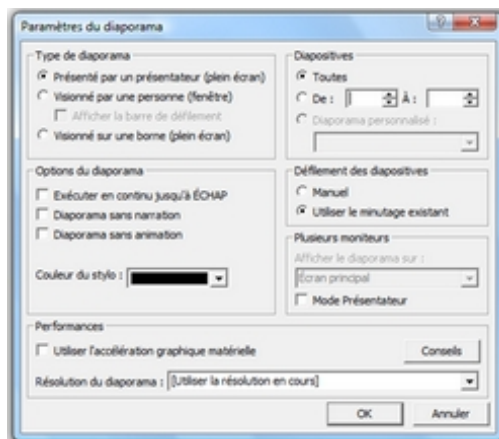 Paramètres du diaporama
Type de diaporama
Présenté par un présentateur (plein écran)
Visionné par une personne (fenêtre)
Afficher la barre de défilement
Visionné sur une borne (plein écran)
Diapositives
Toutes
De : À :
Diaporama personnalisé :
Options du diaporama
Exécuter en continu jusqu'à ÉCHAP
Diaporama sans narration
Diaporama sans animation
Couleur du stylo :
Défilement des diapositives
Manuel
Utiliser le minutage existant
Plusieurs moniteurs
Afficher le diaporama sur :
Écran principal
Mode Présentateur
Performances
Utiliser l'accélération graphique matérielle
Conseils
Résolution du diaporama : [Utiliser la résolution en cours]
OK Annuler